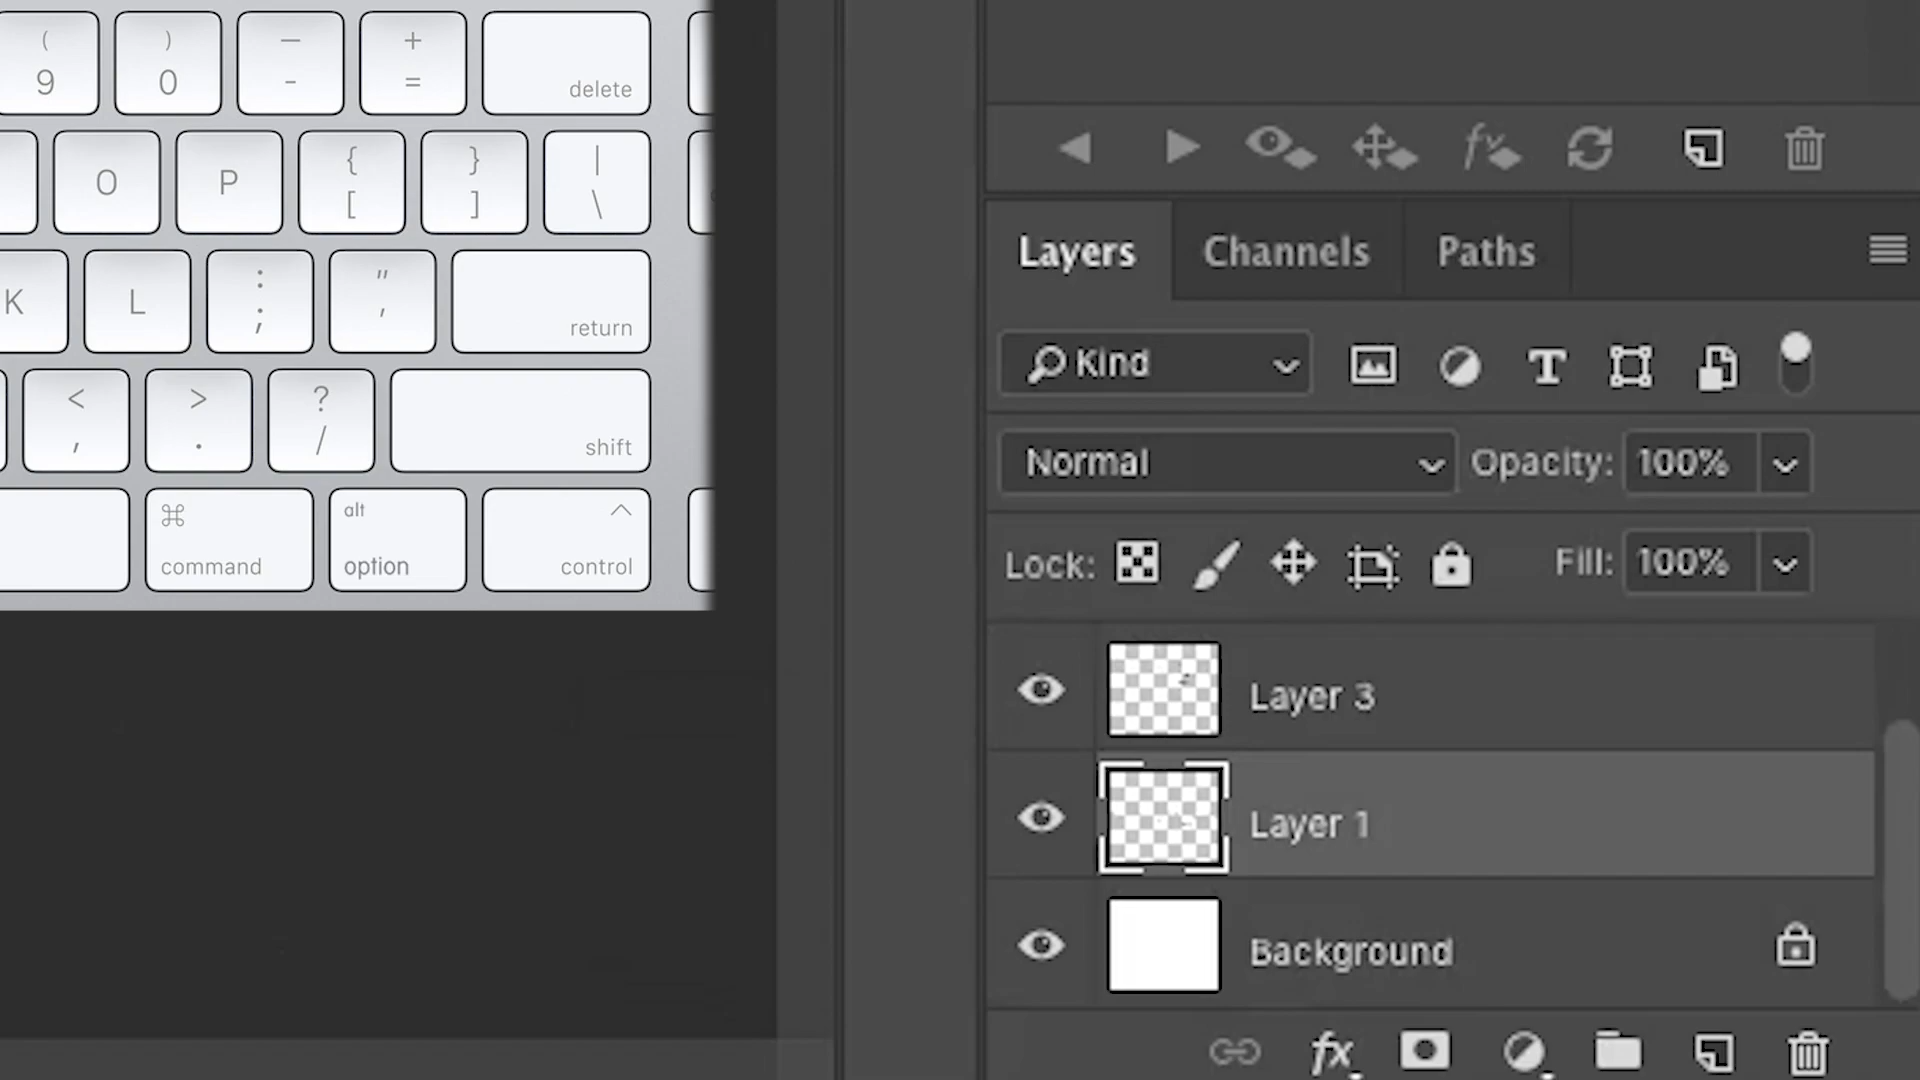 ( ) — +
9 0 - = delete
{ } |
O P [ ] \
: "
K L ; ' return
< > ?
, . / shift
⌘ alt ^
command option control
Layers Channels Paths
Kind
Normal Opacity: 100%
Lock: Fill: 100%
Layer 3
Layer 1
Background
fx